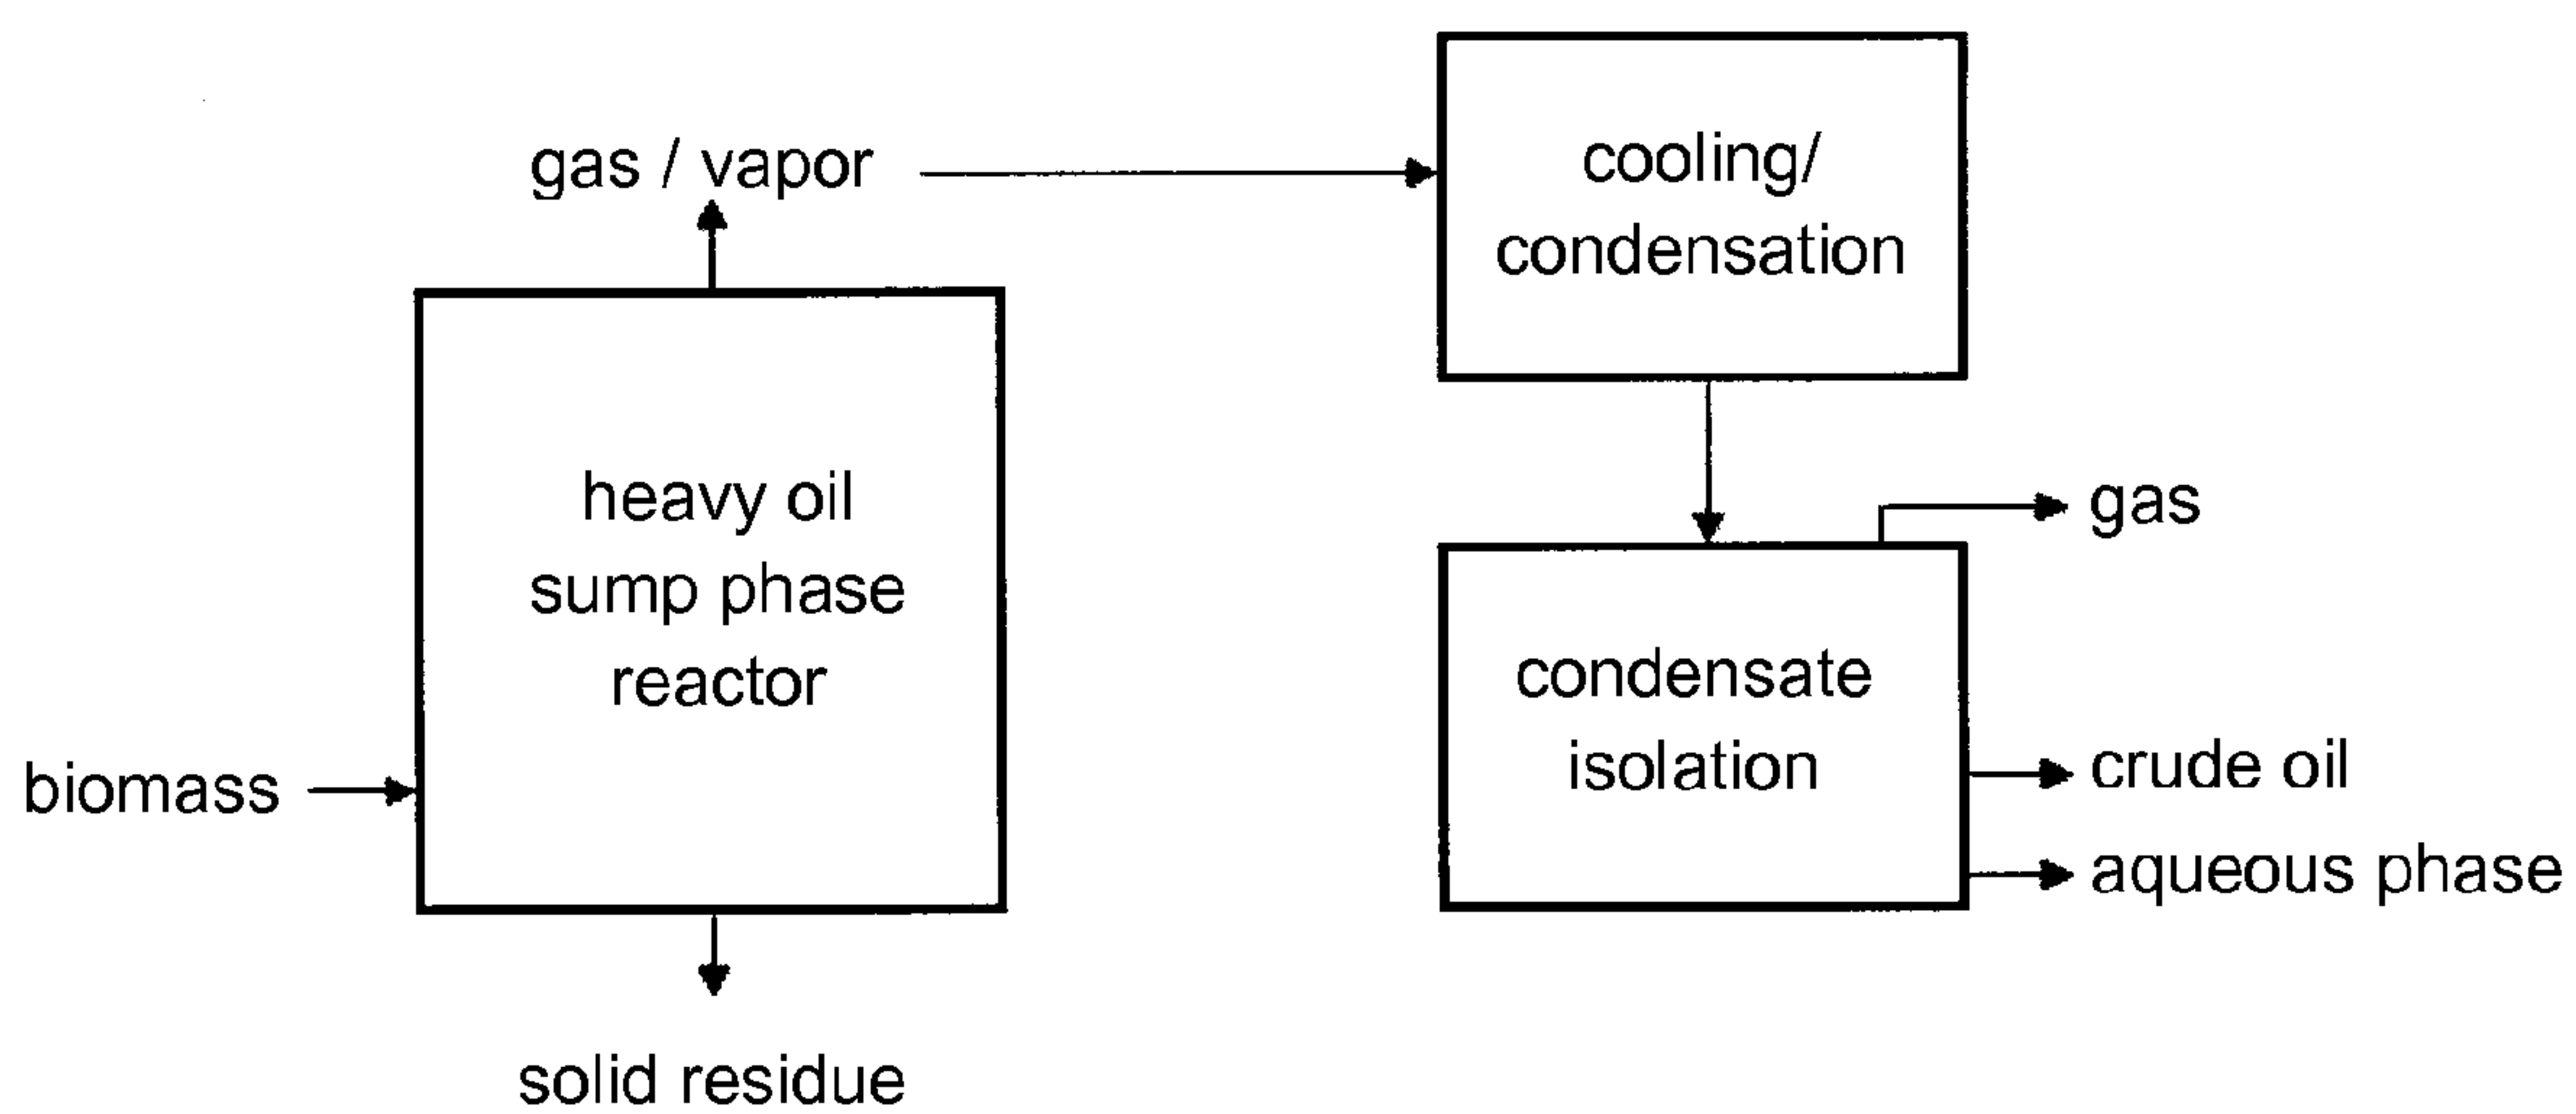 gas / vapor
cooling/
condensation
heavy oil
sump phase
reactor
biomass
solid residue
condensate
isolation
gas
crude oil
aqueous phase